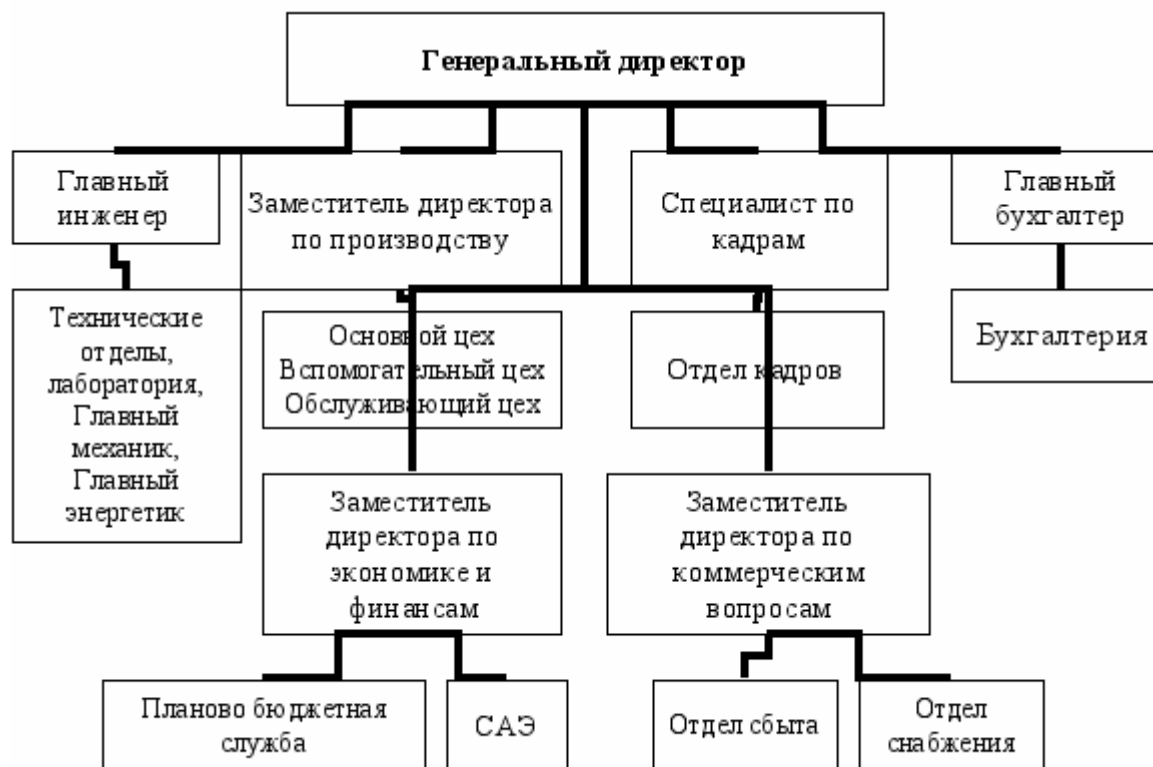 Генеральный директор
Главный
инженер
Заместитель директора
по производству
Специалист по
кадрам
Главный
бухгалтер
Технические
отделы,
лаборатория,
Главный
механик,
Главный
энергетик
Основной цех
Вспомогательный цех
Обслуживающий цех
Отдел кадров
Бухгалтерия
Заместитель
директора по
экономике и
финансам
Заместитель
директора по
коммерческим
вопросам
Планово бюджетная
служба
САЭ
Отдел сбыта
Отдел
снабжения